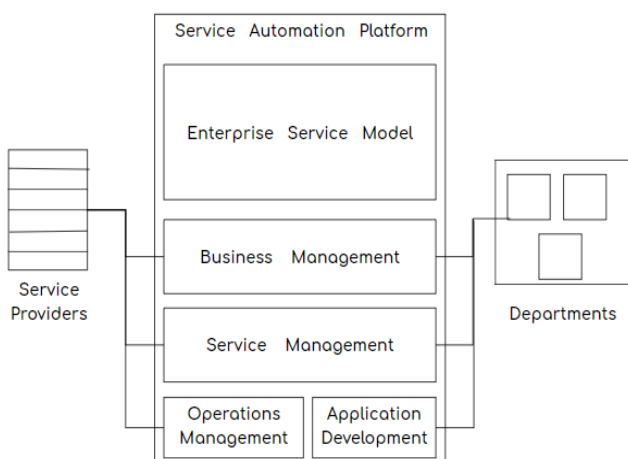 Service Automation Platform
Enterprise Service Model
Business Management
Service
Providers
Departments
Service Management
Operations
Management
Application
Development